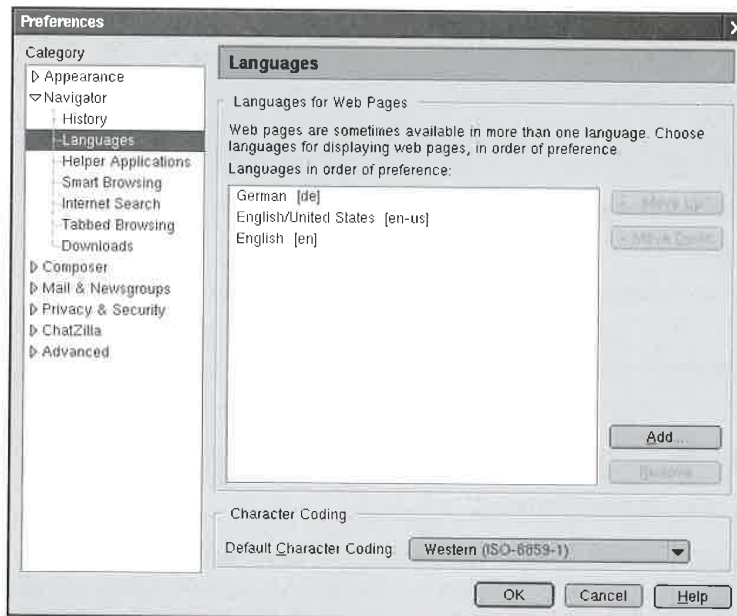 Preferences
Category
Appearance
Navigator
History
Languages
Helper Applications
Smart Browsing
Internet Search
Tabbed Browsing
Downloads
Composer
Mail & Newsgroups
Privacy & Security
ChatZilla
Advanced
Languages
Languages for Web Pages
Web pages are sometimes available in more than one language. Choose
languages for displaying web pages, in order of preference.
Languages in order of preference:
German [de]
English/United States [en-us]
English [en]
Move Up
Move Down
Add...
Remove
Character Coding
Default Character Coding: Western (ISO-8859-1)
OK Cancel Help